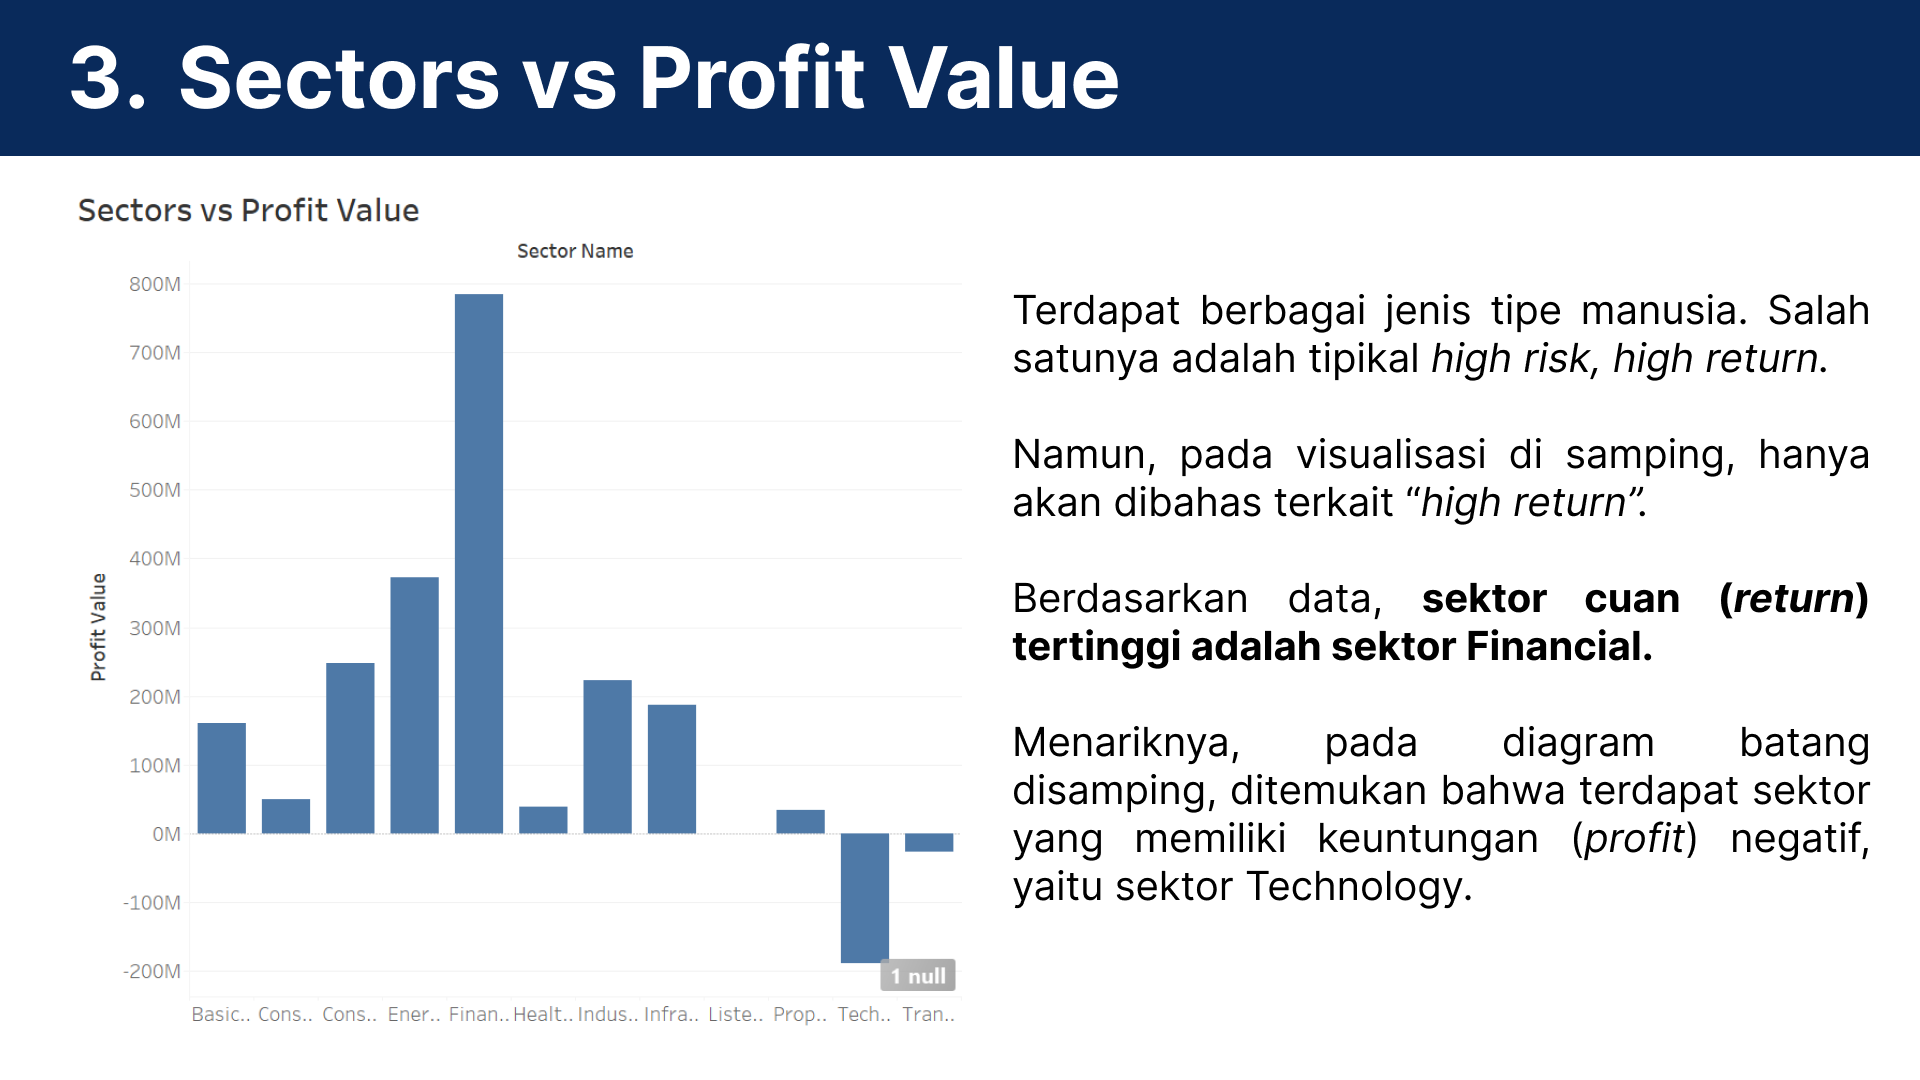 3. Sectors vs Profit Value
Sectors vs Profit Value
Sector Name
800M
700M
600M
500M
400M
300M
200M
100M
0M
-100M
-200M
Profit Value
1 null
Basic.. Cons.. Cons.. Ener.. Finan.. Healt.. Indus.. Infra.. Liste.. Prop.. Tech.. Tran..
Terdapat berbagai jenis tipe manusia. Salah
satunya adalah tipikal high risk, high return.
Namun, pada visualisasi di samping, hanya
akan dibahas terkait “high return”.
Berdasarkan data, sektor cuan (return)
tertinggi adalah sektor Financial.
Menariknya, pada diagram batang
disamping, ditemukan bahwa terdapat sektor
yang memiliki keuntungan (profit) negatif,
yaitu sektor Technology.